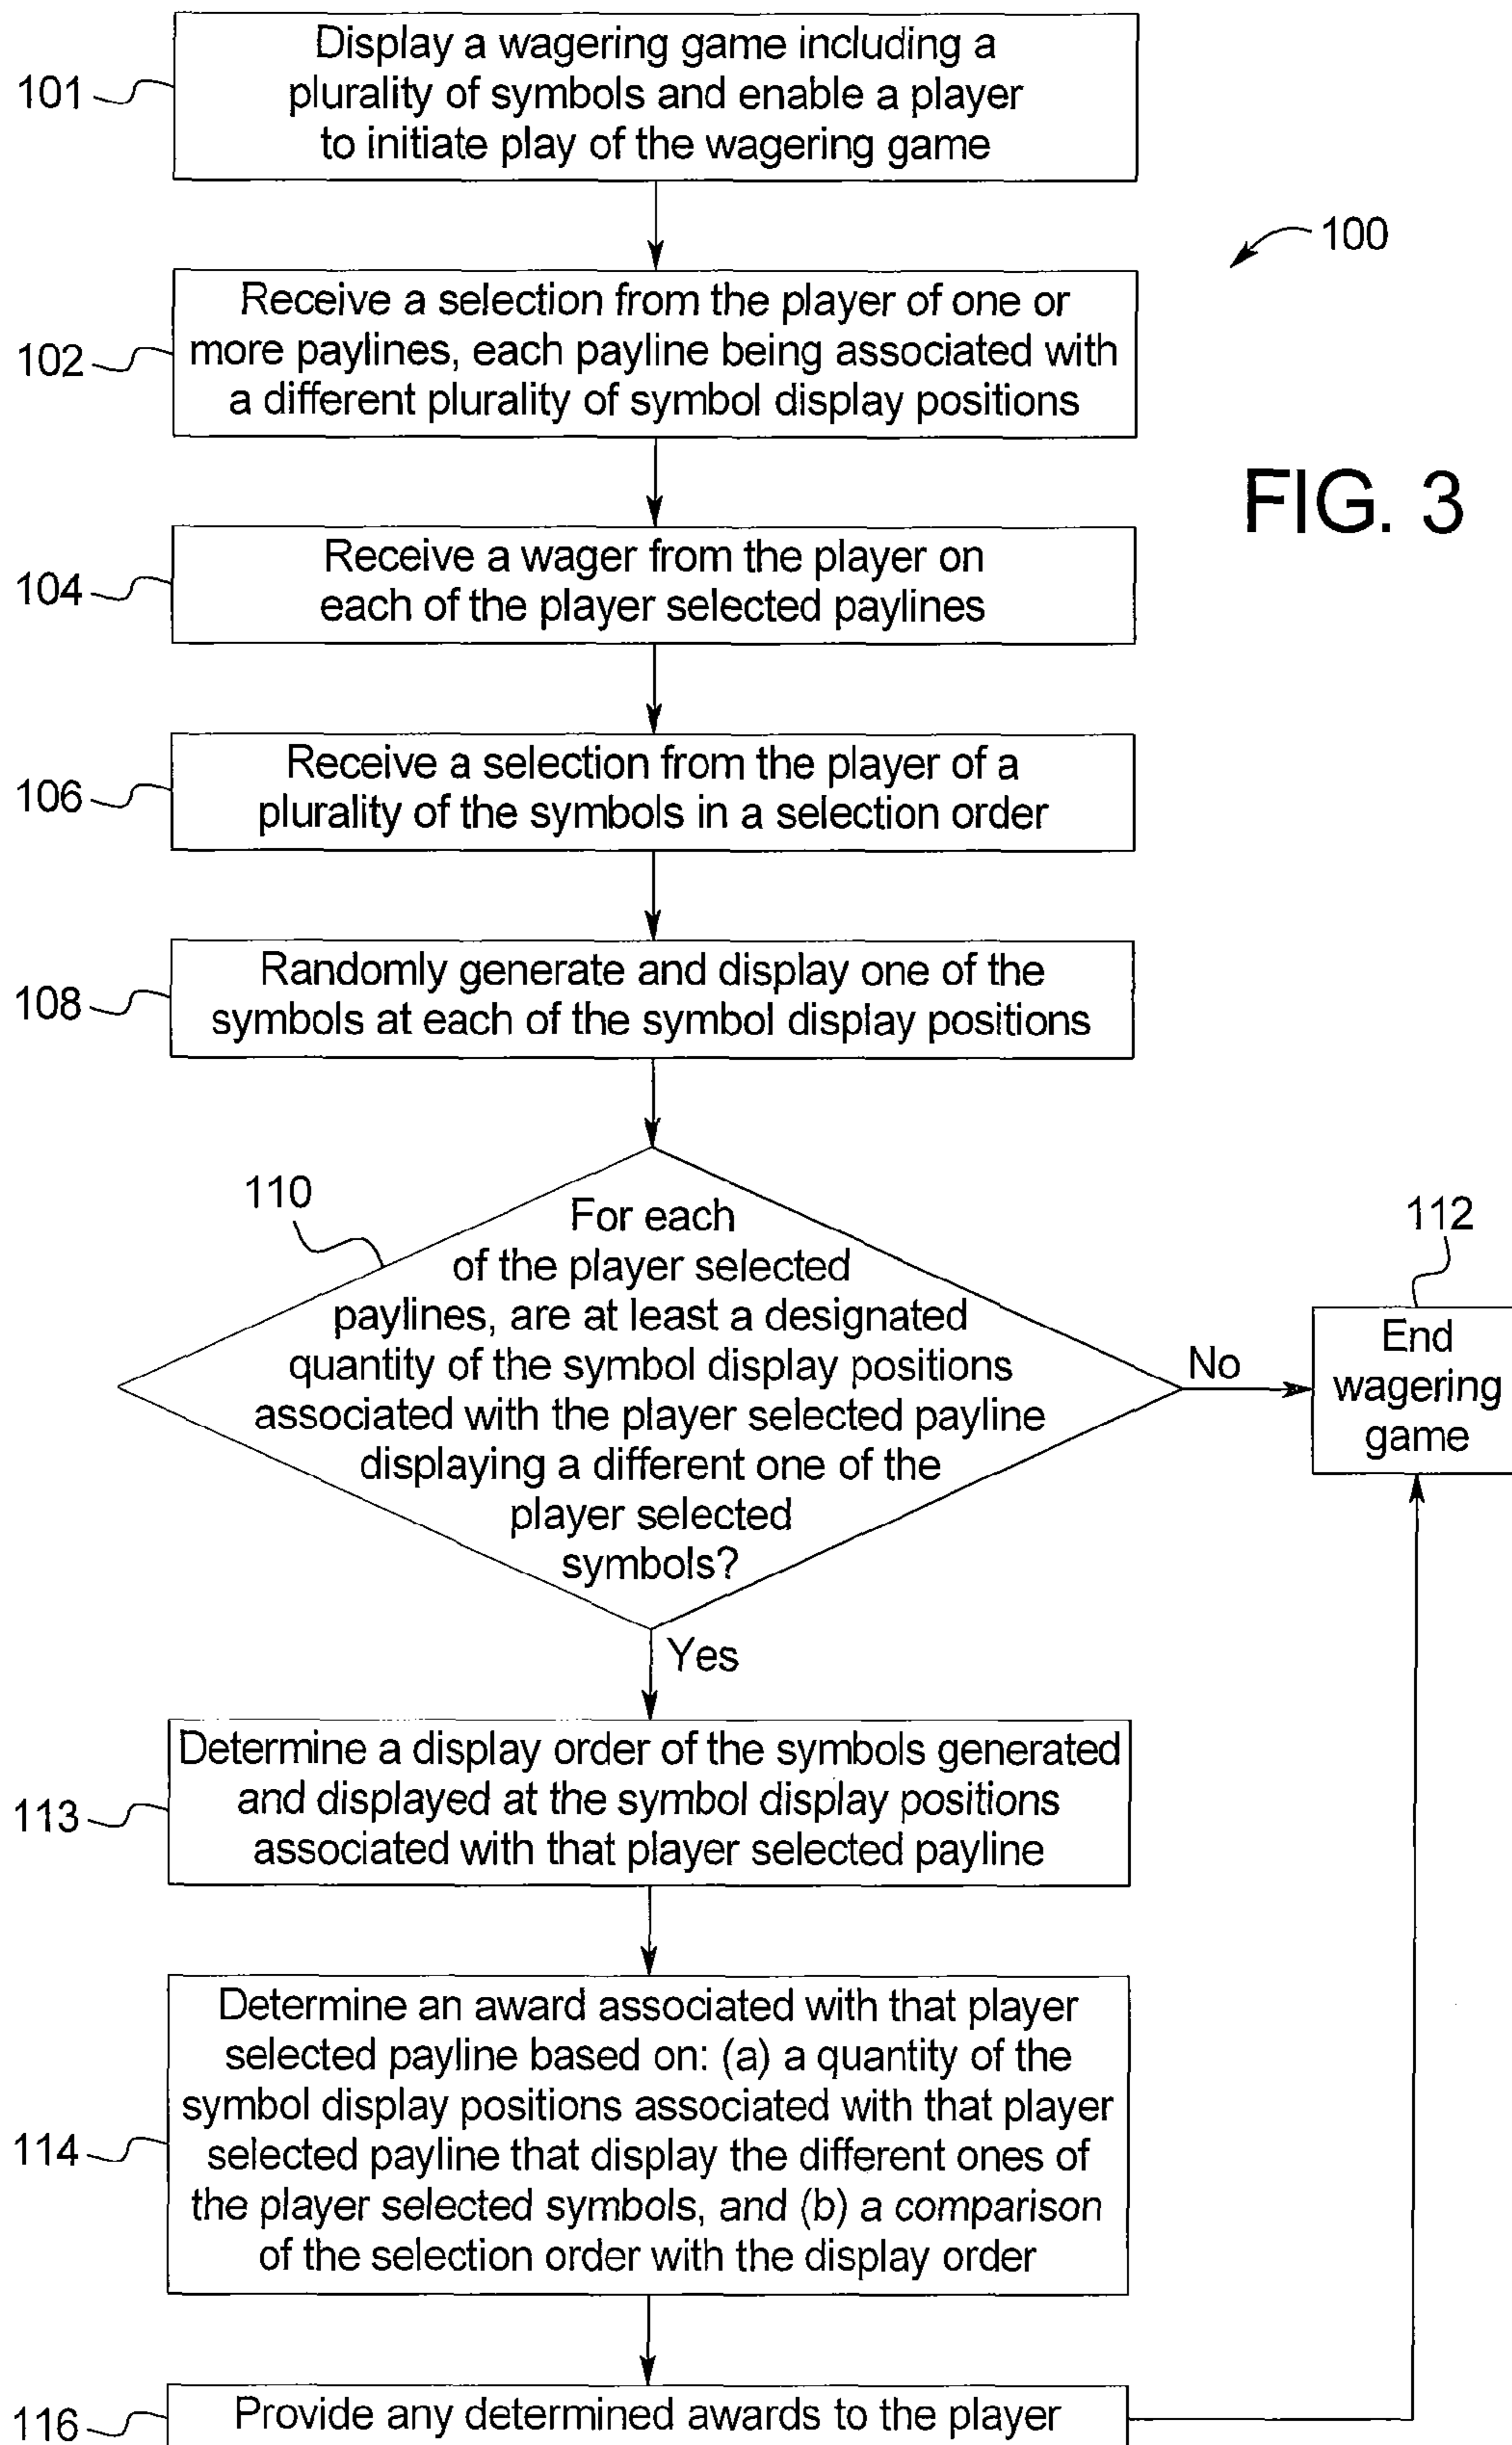 101
Display a wagering game including a
plurality of symbols and enable a player
to initiate play of the wagering game
100
102
Receive a selection from the player of one or
more paylines, each payline being associated with
a different plurality of symbol display positions
FIG. 3
104
Receive a wager from the player on
each of the player selected paylines
106
Receive a selection from the player of a
plurality of the symbols in a selection order
108
Randomly generate and display one of the
symbols at each of the symbol display positions
110
For each
of the player selected
paylines, are at least a designated
quantity of the symbol display positions
associated with the player selected payline
displaying a different one of the
player selected
symbols?
No
112
End
wagering
game
Yes
113
Determine a display order of the symbols generated
and displayed at the symbol display positions
associated with that player selected payline
114
Determine an award associated with that player
selected payline based on: (a) a quantity of the
symbol display positions associated with that player
selected payline that display the different ones of
the player selected symbols, and (b) a comparison
of the selection order with the display order
116
Provide any determined awards to the player